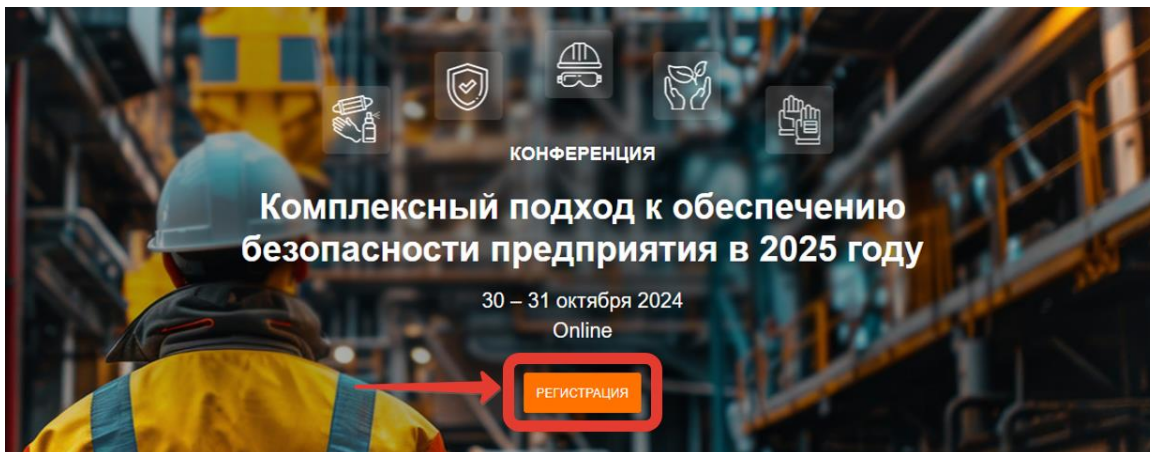 КОНФЕРЕНЦИЯ
Комплексный подход к обеспечению
безопасности предприятия в 2025 году
30 – 31 октября 2024
Online
РЕГИСТРАЦИЯ